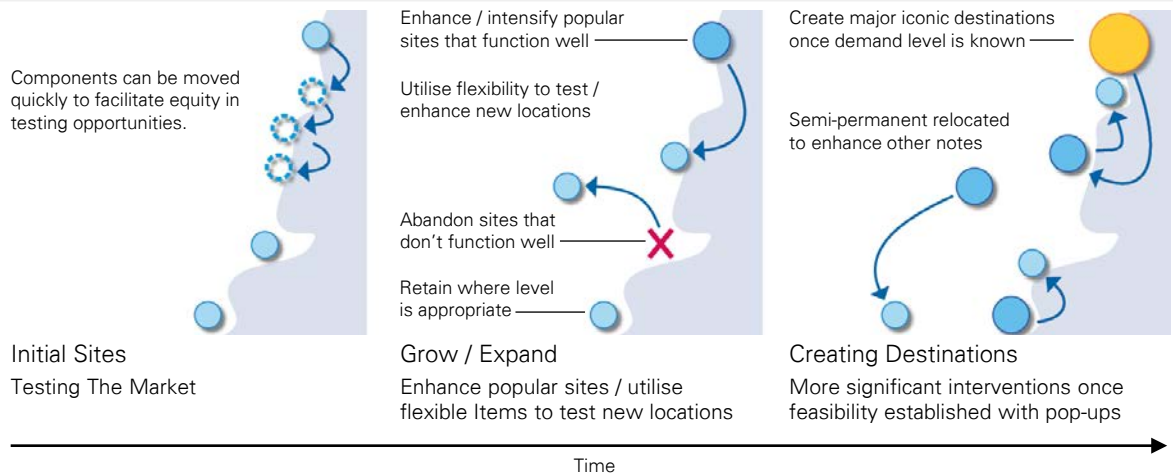 Components can be moved
quickly to facilitate equity in
testing opportunities.
Initial Sites
Testing The Market
Enhance / intensify popular
sites that function well
Utilise flexibility to test /
enhance new locations
Abandon sites that
don't function well
Retain where level
is appropriate
Grow / Expand
Enhance popular sites / utilise
flexible Items to test new locations
Create major iconic destinations
once demand level is known
Semi-permanent relocated
to enhance other notes
Creating Destinations
More significant interventions once
feasibility established with pop-ups
Time